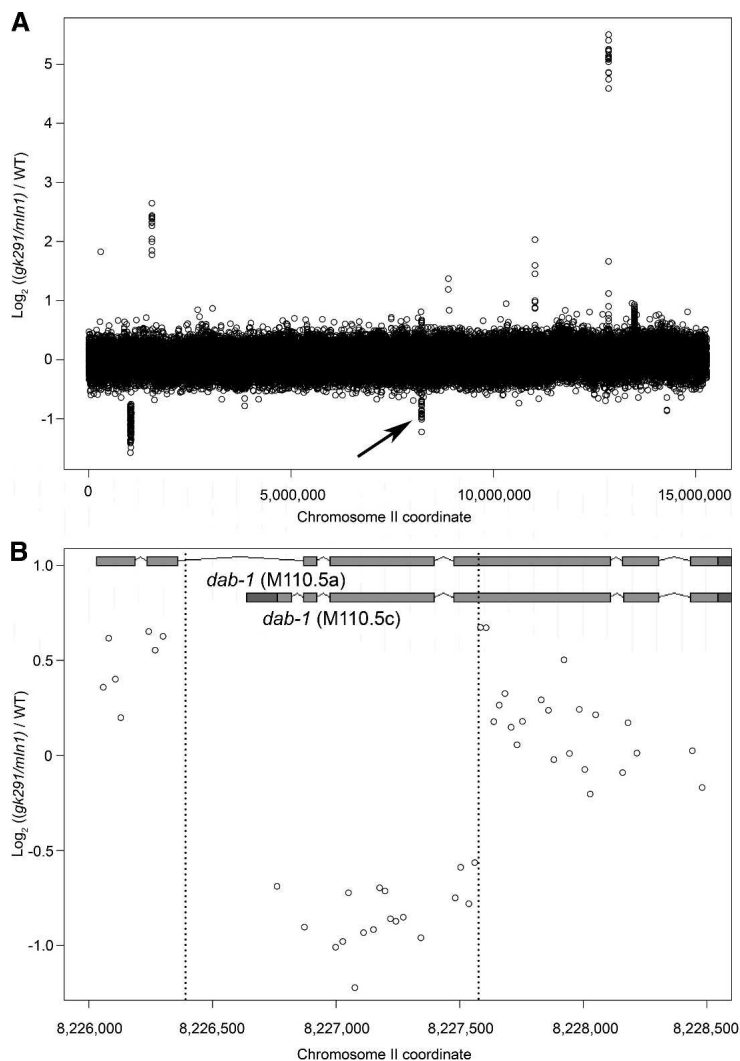 A
5
4
3
2
1
0
-1
Log2 ((gk291/mIn1) / WT)
0
5,000,000
10,000,000
15,000,000
Chromosome II coordinate
B
1.0
0.5
0
-0.5
-1.0
Log2 ((gk291/mIn1) / WT)
dab-1 (M110.5a)
dab-1 (M110.5c)
8,226,000
8,226,500
8,227,000
8,227,500
8,228,000
8,228,500
Chromosome II coordinate